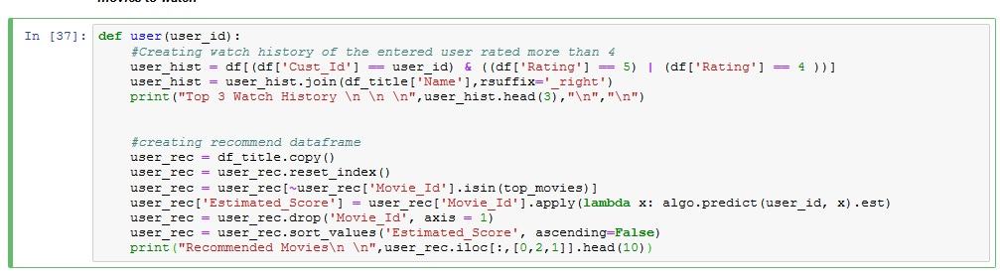 movies to watch
In [37]: def user(user_id):
#Creating watch history of the entered user rated more than 4
user_hist = df[(df['Cust_Id'] == user_id) & ((df['Rating'] == 5) | (df['Rating'] == 4 ))]
user_hist = user_hist.join(df_title['Name'],rsuffix='_right')
print("Top 3 Watch History \n \n \n",user_hist.head(3),"\n","\n")
#creating recommend dataframe
user_rec = df_title.copy()
user_rec = user_rec.reset_index()
user_rec = user_rec[~user_rec['Movie_Id'].isin(top_movies)]
user_rec['Estimated_Score'] = user_rec['Movie_Id'].apply(lambda x: algo.predict(user_id, x).est)
user_rec = user_rec.drop('Movie_Id', axis = 1)
user_rec = user_rec.sort_values('Estimated_Score', ascending=False)
print("Recommended Movies\n \n",user_rec.iloc[:,[0,2,1]].head(10))